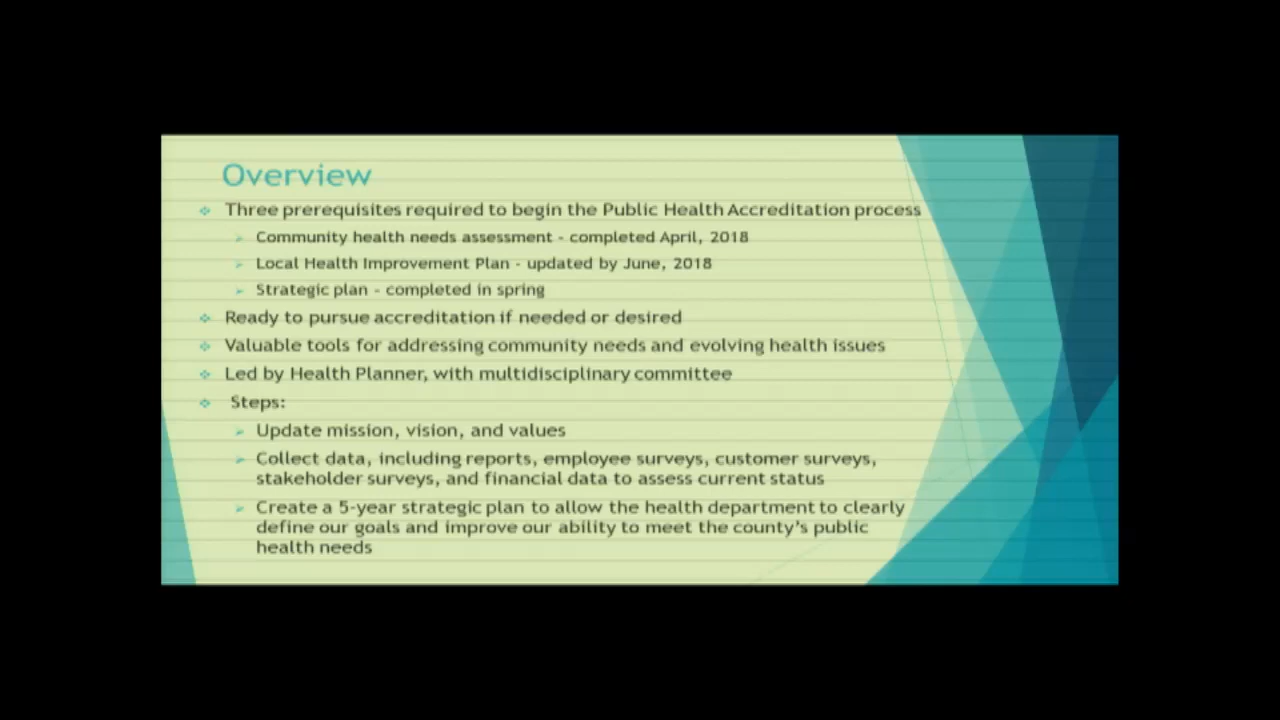 Overview
Three prerequisites required to begin the Public Health Accreditation process
Community health needs assessment - completed April, 2018
Local Health Improvement Plan - updated by June, 2018
Strategic plan - completed in spring
Ready to pursue accreditation if needed or desired
Valuable tools for addressing community needs and evolving health issues
Led by Health Planner, with multidisciplinary committee
Steps:
Update mission, vision, and values
Collect data, including reports, employee surveys, customer surveys,
stakeholder surveys, and financial data to assess current status
Create a 5-year strategic plan to allow the health department to clearly
define our goals and improve our ability to meet the county's public
health needs